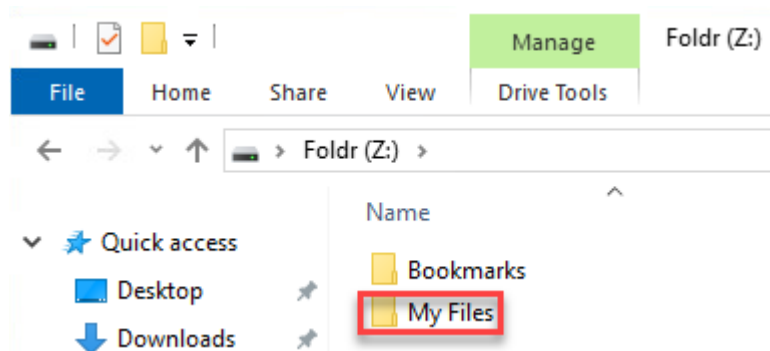 Manage Foldr (Z:)
File Home Share View Drive Tools
Foldr (Z:)
Name
Quick access
Bookmarks
Desktop
My Files
Downloads